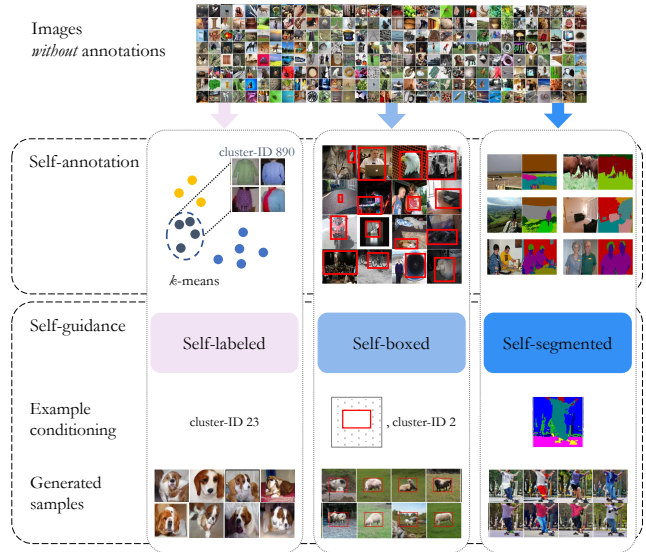 Images
without annotations
Self-annotation
cluster-ID 890
k-means
Self-guidance
Self-labeled
Self-boxed
Self-segmented
Example
conditioning
cluster-ID 23
, cluster-ID 2
Generated
samples